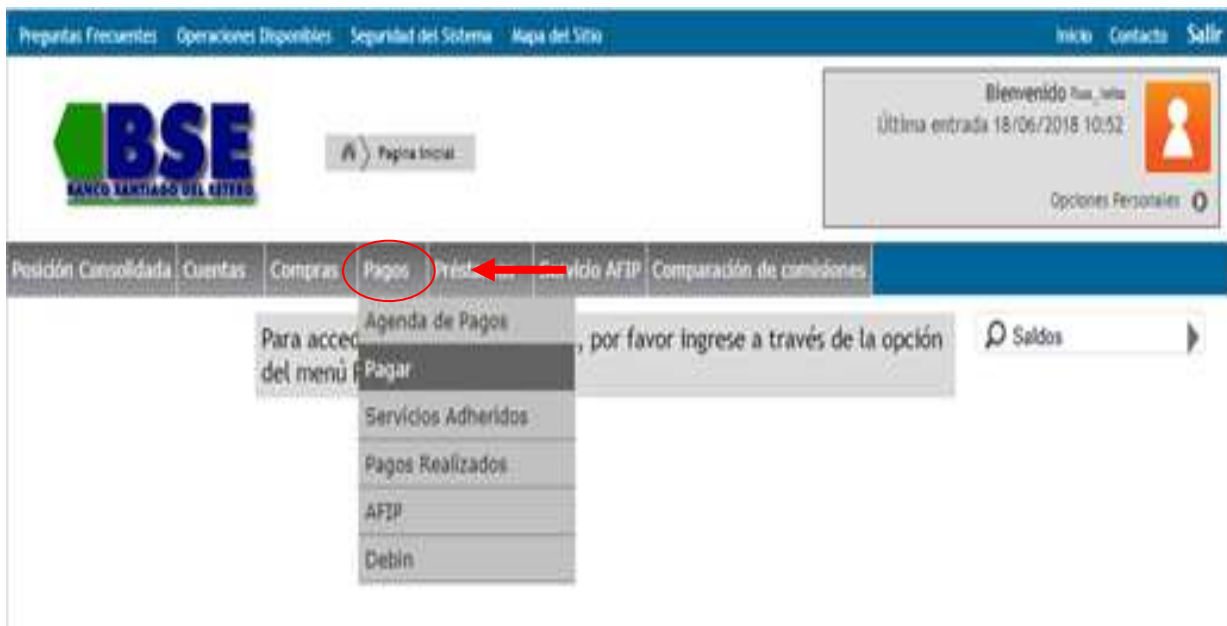 Preguntas Frecuentes Operaciones Disponibles Seguridad del Sistema Mapa del Sitio Inicio Contacto Salir
BSE
BANCO SANTIAGO DEL ESTERO
Pagina Inicial
Bienvenido
Última entrada 18/06/2018 10:52
Opciones Personales
Posición Consolidada Cuentas Compras Pagos Servicio AFIP Comparación de comisiones
Agenda de Pagos
Para acced , por favor ingrese a través de la opción
del menú
Pagar
Servicios Adheridos
Pagos Realizados
AFIP
Debin
Saldos